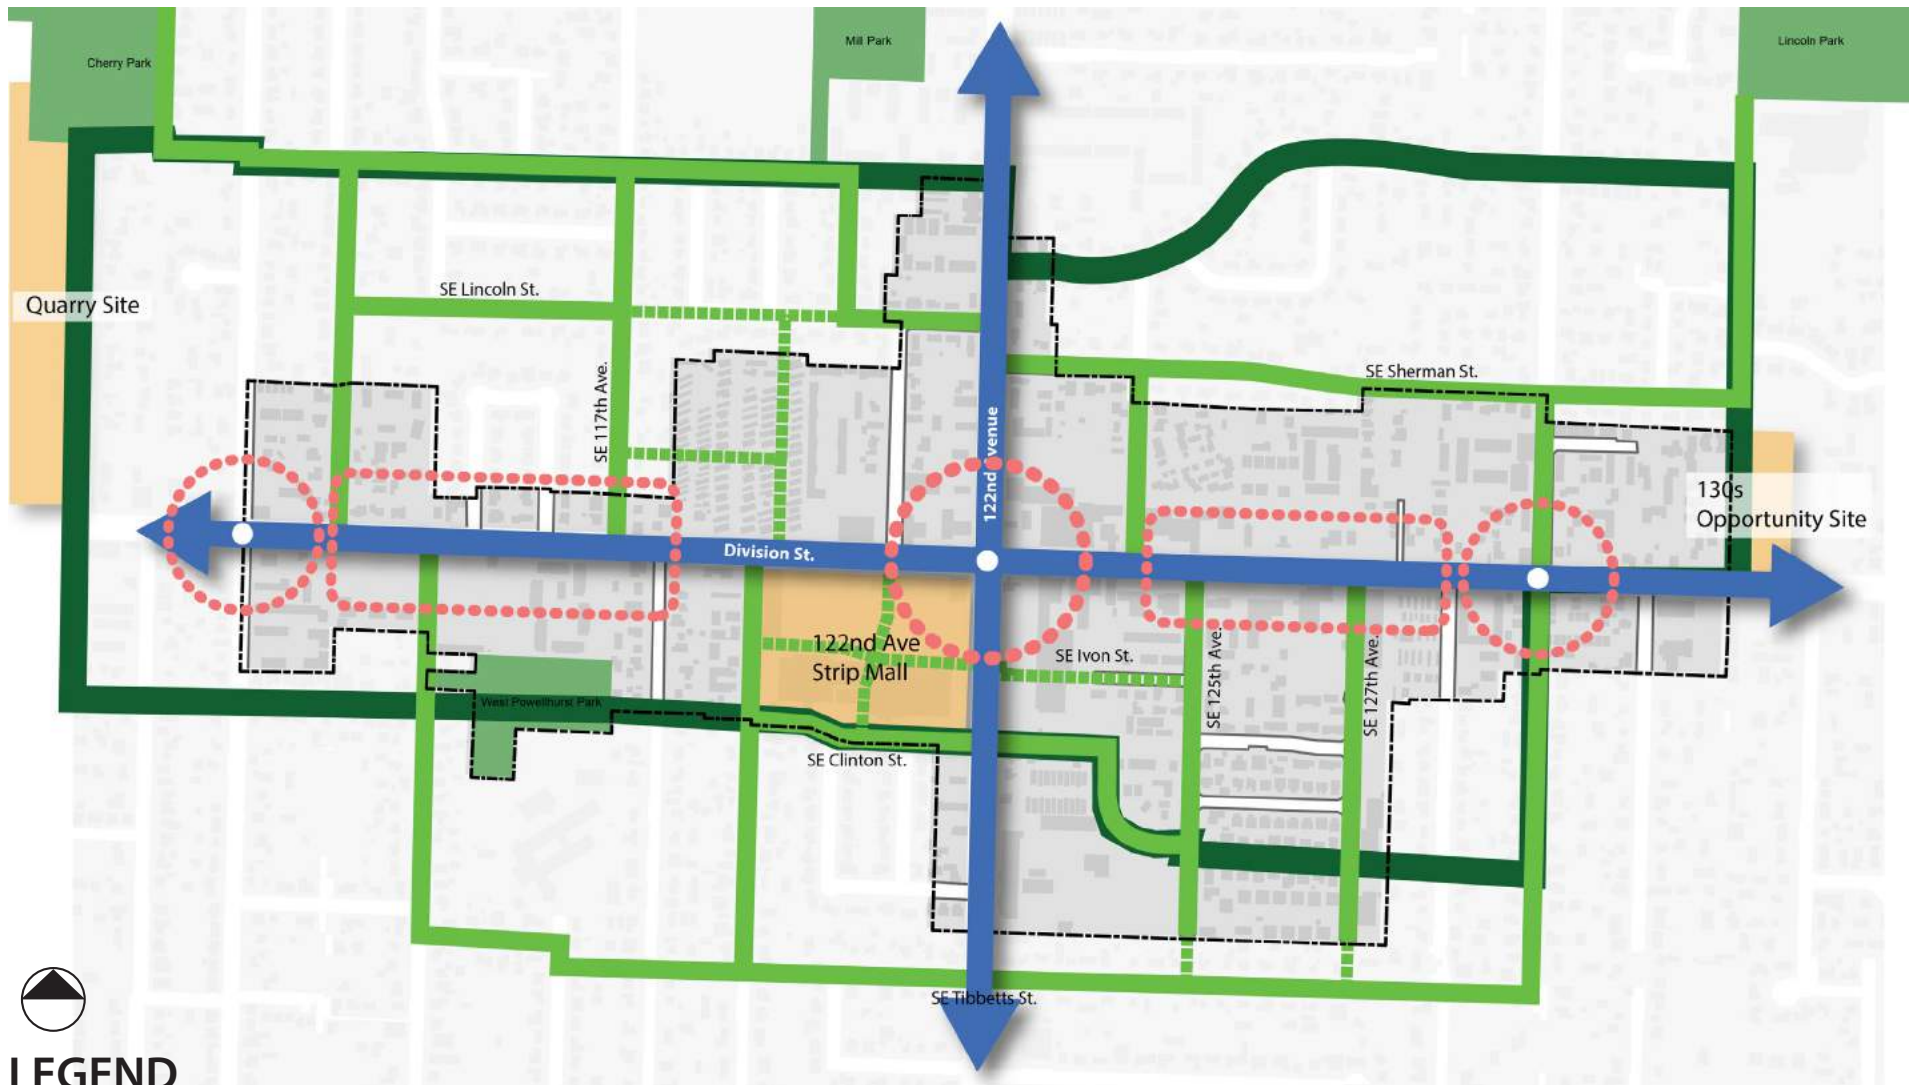 Cherry Park
Mill Park
Lincoln Park
Quarry Site
SE Lincoln St.
SE 117th Ave.
SE Sherman St.
122nd Avenue
130s
Opportunity Site
Division St.
122nd Ave
Strip Mall
SE Ivon St.
SE 125th Ave.
SE 127th Ave.
West Powellhurst Park
SE Clinton St.
SE Tibbetts St.
LEGEND